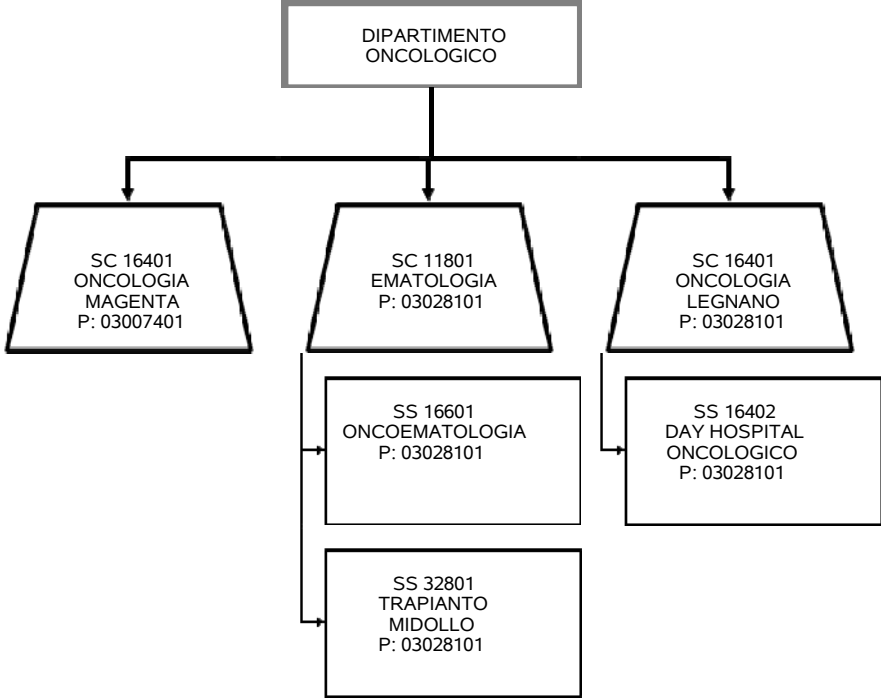 DIPARTIMENTO
ONCOLOGICO
SC 16401
ONCOLOGIA
MAGENTA
P: 03007401
SC 11801
EMATOLOGIA
P: 03028101
SC 16401
ONCOLOGIA
LEGNANO
P: 03028101
SS 16601
ONCOEMATOLOGIA
P: 03028101
SS 16402
DAY HOSPITAL
ONCOLOGICO
P: 03028101
SS 32801
TRAPIANTO
MIDOLLO
P: 03028101